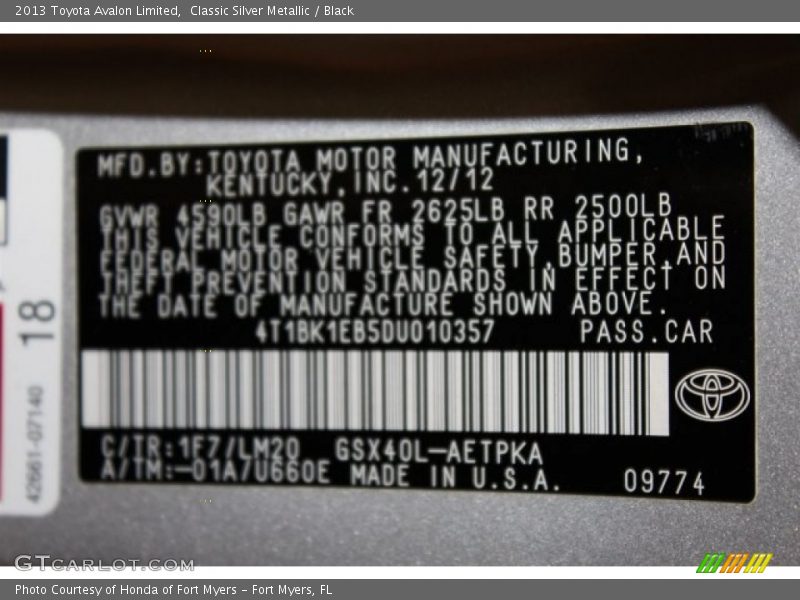 2013 Toyota Avalon Limited,  Classic Silver Metallic / Black
MFD.BY:TOYOTA MOTOR MANUFACTURING,
KENTUCKY,INC.12/12
GVWR 4590LB GAWR FR 2625LB RR 2500LB
THIS VEHICLE CONFORMS TO ALL APPLICABLE
FEDERAL MOTOR VEHICLE SAFETY,BUMPER,AND
THEFT PREVENTION STANDARDS IN EFFECT ON
THE DATE OF MANUFACTURE SHOWN ABOVE.
4T1BK1EB5DU010357 PASS.CAR
C/TR:1F7/LM20 GSX40L-AETPKA
A/TM:-01A/U660E MADE IN U.S.A.
09774
18
42661-07140
GTCARLOT.COM
Photo Courtesy of Honda of Fort Myers - Fort Myers, FL